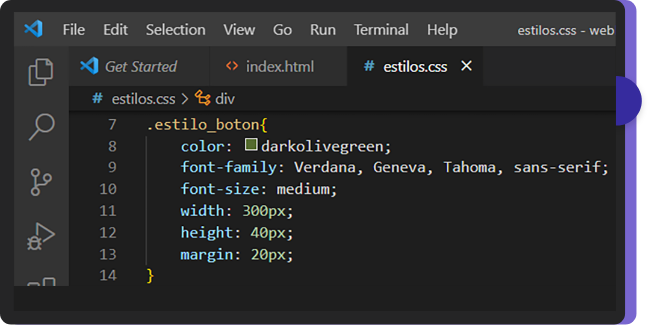 File Edit Selection View Go Run Terminal Help estilos.css - web
Get Started index.html # estilos.css ×
# estilos.css > div
7 .estilo_boton{
8 color: darkolivegreen;
9 font-family: Verdana, Geneva, Tahoma, sans-serif;
10 font-size: medium;
11 width: 300px;
12 height: 40px;
13 margin: 20px;
14 }